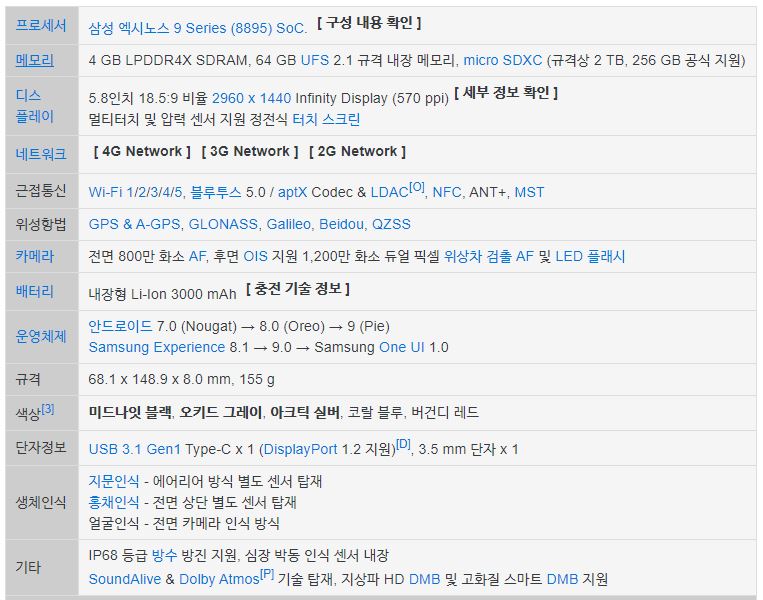 프로세서 삼성 엑시노스 9 Series (8895) SoC. [ 구성 내용 확인 ]
메모리 4 GB LPDDR4X SDRAM, 64 GB UFS 2.1 규격 내장 메모리, micro SDXC (규격상 2 TB, 256 GB 공식 지원)
디스
플레이
5.8인치 18.5:9 비율 2960 x 1440 Infinity Display (570 ppi) [ 세부 정보 확인 ]
멀티터치 및 압력 센서 지원 정전식 터치 스크린
네트워크 [ 4G Network ] [ 3G Network ] [ 2G Network ]
근접통신 Wi-Fi 1/2/3/4/5, 블루투스 5.0 / aptX Codec & LDAC[O], NFC, ANT+, MST
위성항법 GPS & A-GPS, GLONASS, Galileo, Beidou, QZSS
카메라 전면 800만 화소 AF, 후면 OIS 지원 1,200만 화소 듀얼 픽셀 위상차 검출 AF 및 LED 플래시
배터리 내장형 Li-Ion 3000 mAh [ 충전 기술 정보 ]
운영체제
안드로이드 7.0 (Nougat) → 8.0 (Oreo) → 9 (Pie)
Samsung Experience 8.1 → 9.0 → Samsung One UI 1.0
규격 68.1 x 148.9 x 8.0 mm, 155 g
색상[3] 미드나잇 블랙, 오키드 그레이, 아크틱 실버, 코랄 블루, 버건디 레드
단자정보 USB 3.1 Gen1 Type-C x 1 (DisplayPort 1.2 지원)[D], 3.5 mm 단자 x 1
생체인식
지문인식 - 에어리어 방식 별도 센서 탑재
홍채인식 - 전면 상단 별도 센서 탑재
얼굴인식 - 전면 카메라 인식 방식
기타
IP68 등급 방수 방진 지원, 심장 박동 인식 센서 내장
SoundAlive & Dolby Atmos[P] 기술 탑재, 지상파 HD DMB 및 고화질 스마트 DMB 지원